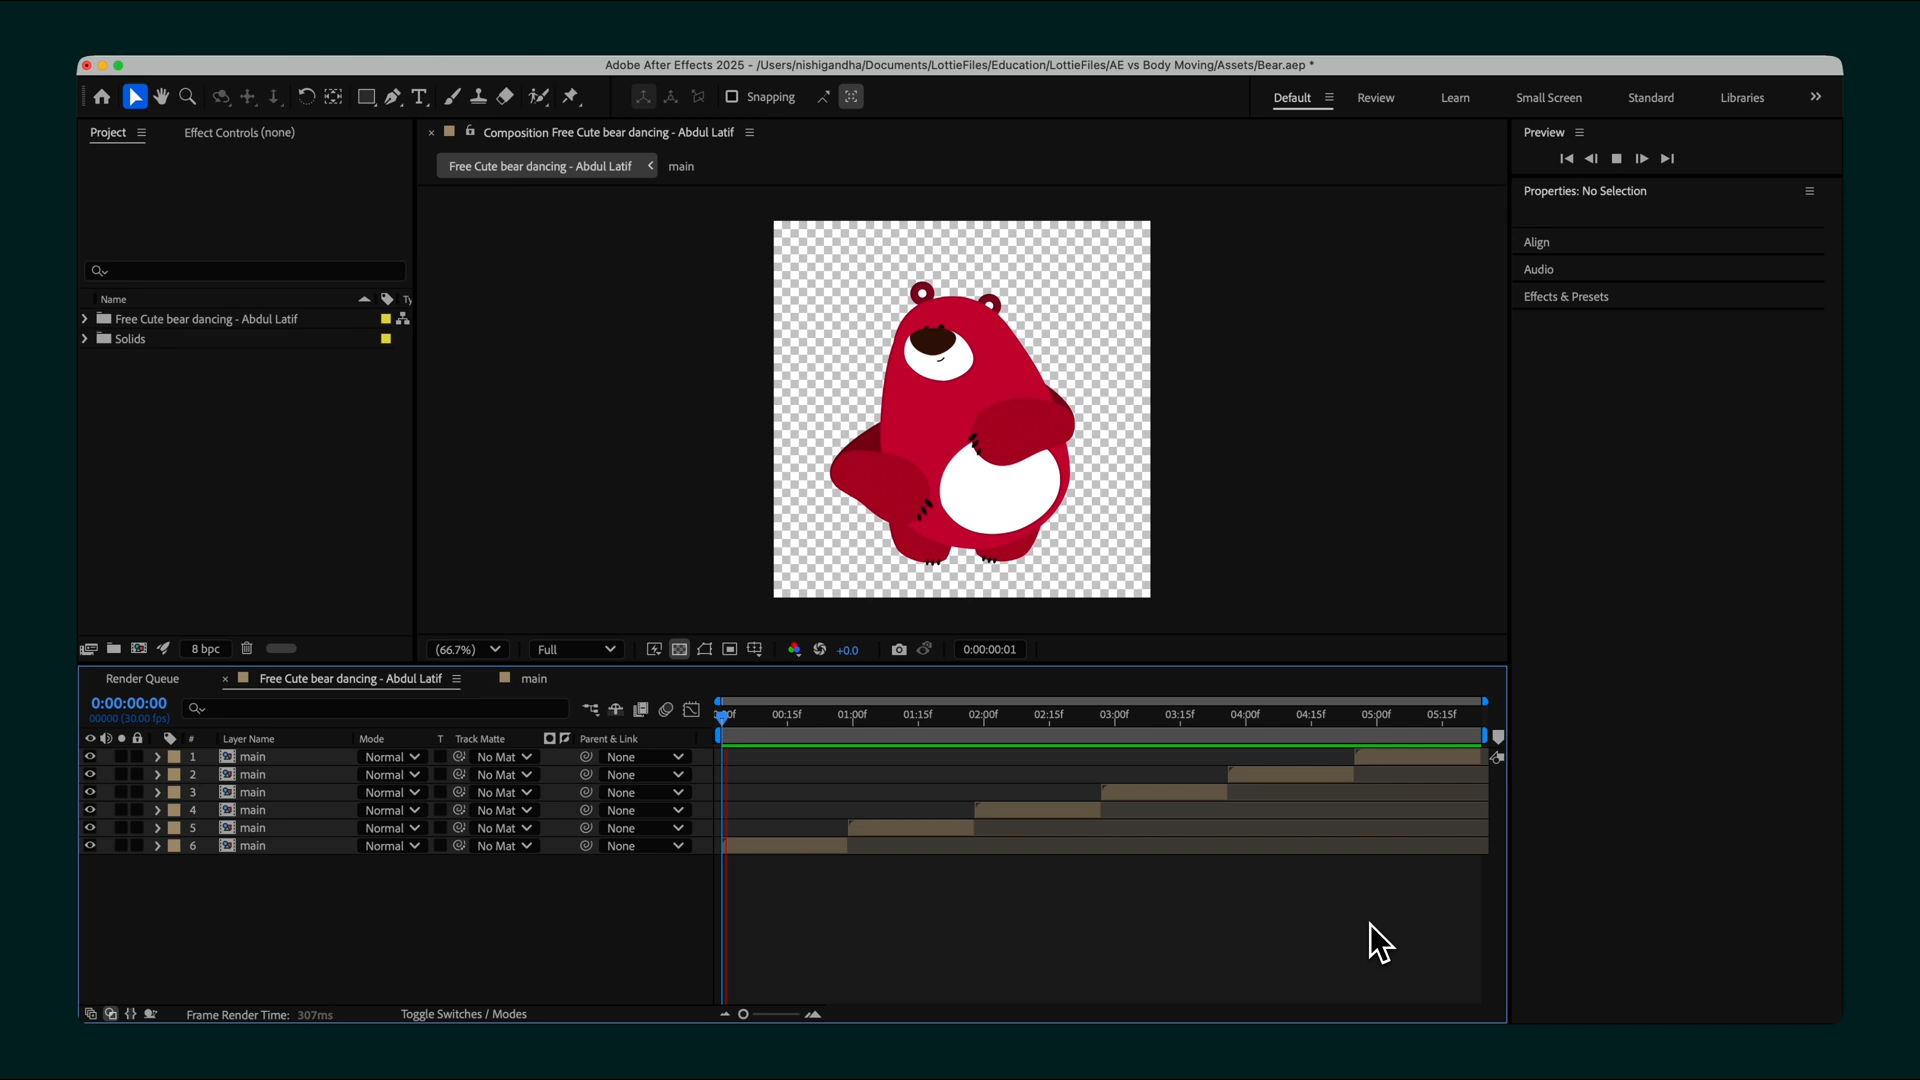 Adobe After Effects 2025 - /Users/nishigandha/Documents/LottieFiles/Education/LottieFiles/AE vs Body Moving/Assets/Bear.aep *
Snapping
Default
Review
Learn
Small Screen
Standard
Libraries
Project
Effect Controls (none)
Composition Free Cute bear dancing - Abdul Latif
Preview
Free Cute bear dancing - Abdul Latif
main
Properties: No Selection
Align
Audio
Effects & Presets
Name
Ty
Free Cute bear dancing - Abdul Latif
Solids
8 bpc
(66.7%)
Full
+0.0
0:00:00:01
Render Queue
Free Cute bear dancing - Abdul Latif
main
0:00:00:00
00000 (30.00 fps)
00:15f 01:00f 01:15f 02:00f 02:15f 03:00f 03:15f 04:00f 04:15f 05:00f 05:15f
# Layer Name Mode T Track Matte Parent & Link
1 main Normal No Mat None
2 main Normal No Mat None
3 main Normal No Mat None
4 main Normal No Mat None
5 main Normal No Mat None
6 main Normal No Mat None
Frame Render Time: 307ms
Toggle Switches / Modes